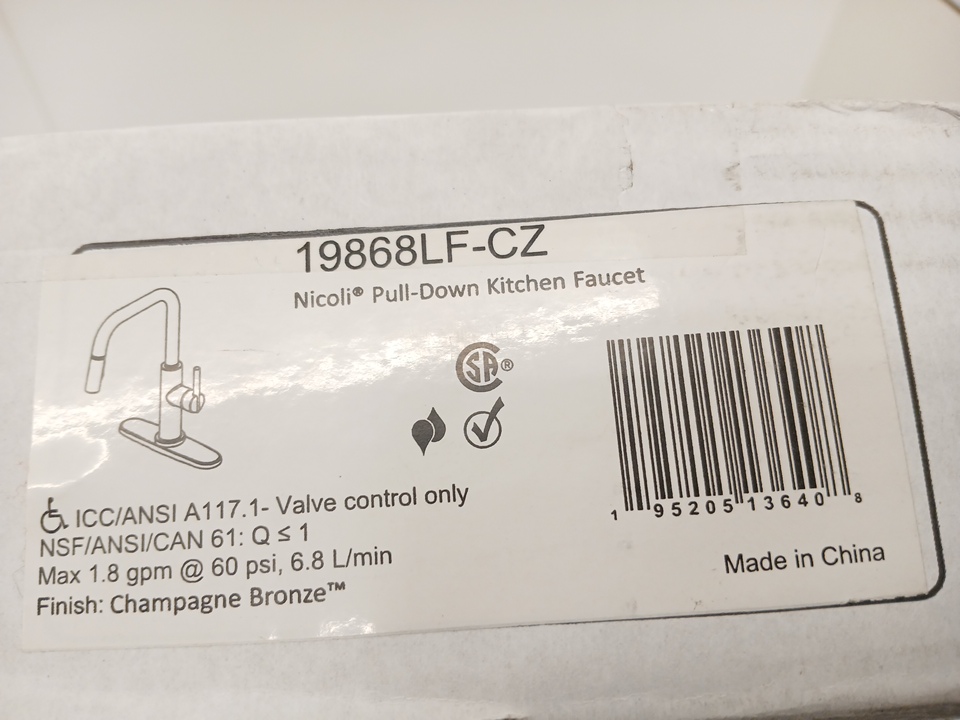 19868LF-CZ
Nicoli® Pull-Down Kitchen Faucet
SA®
ICC/ANSI A117.1- Valve control only
NSF/ANSI/CAN 61: Q ≤ 1
Max 1.8 gpm @ 60 psi, 6.8 L/min
Finish: Champagne Bronze™
1 95205 13640 8
Made in China